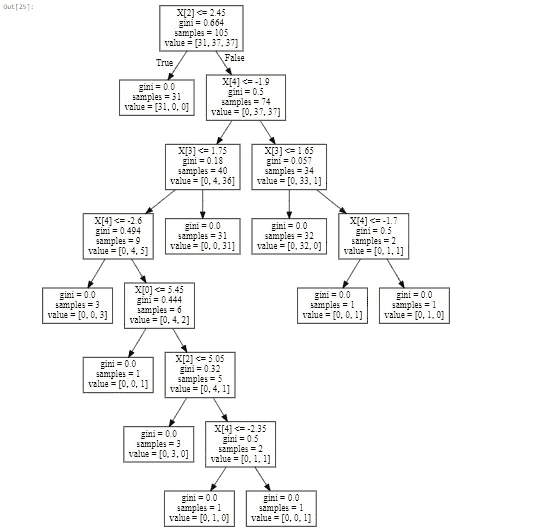 Out[25]:
X[2] <= 2.45
gini = 0.664
samples = 105
value = [31, 37, 37]
True
False
gini = 0.0
samples = 31
value = [31, 0, 0]
X[4] <= -1.9
gini = 0.5
samples = 74
value = [0, 37, 37]
X[3] <= 1.75
gini = 0.18
samples = 40
value = [0, 4, 36]
X[3] <= 1.65
gini = 0.057
samples = 34
value = [0, 33, 1]
X[4] <= -2.6
gini = 0.494
samples = 9
value = [0, 4, 5]
gini = 0.0
samples = 31
value = [0, 0, 31]
gini = 0.0
samples = 32
value = [0, 32, 0]
X[4] <= -1.7
gini = 0.5
samples = 2
value = [0, 1, 1]
gini = 0.0
samples = 3
value = [0, 0, 3]
X[0] <= 5.45
gini = 0.444
samples = 6
value = [0, 4, 2]
gini = 0.0
samples = 1
value = [0, 0, 1]
gini = 0.0
samples = 1
value = [0, 1, 0]
gini = 0.0
samples = 1
value = [0, 0, 1]
X[2] <= 5.05
gini = 0.32
samples = 5
value = [0, 4, 1]
gini = 0.0
samples = 3
value = [0, 3, 0]
X[4] <= -2.35
gini = 0.5
samples = 2
value = [0, 1, 1]
gini = 0.0
samples = 1
value = [0, 1, 0]
gini = 0.0
samples = 1
value = [0, 0, 1]